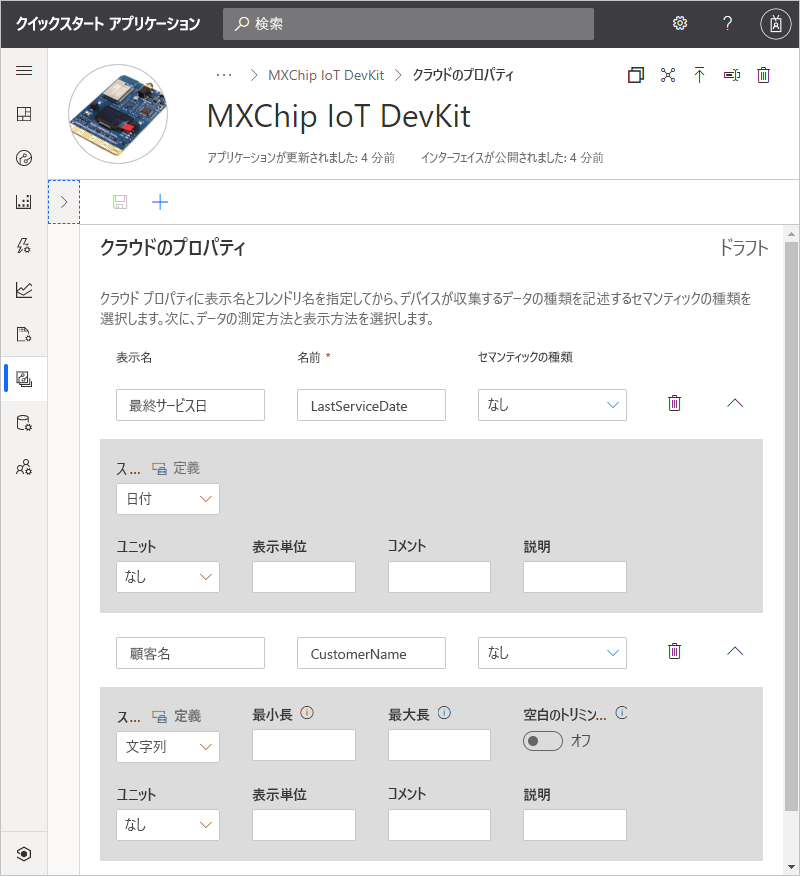 クイックスタート アプリケーション
検索
?
··· > MXChip IoT DevKit > クラウドのプロパティ
MXChip IoT DevKit
アプリケーションが更新されました: 4 分前 インターフェイスが公開されました: 4 分前
クラウドのプロパティ
ドラフト
クラウド プロパティに表示名とフレンドリ名を指定してから、デバイスが収集するデータの種類を記述するセマンティックの種類を
選択します。次に、データの測定方法と表示方法を選択します。
表示名 名前 * セマンティックの種類
最終サービス日 LastServiceDate なし
ス... 定義
日付
ユニット 表示単位 コメント 説明
なし
顧客名 CustomerName なし
ス... 定義 最小長 最大長 空白のトリミン...
文字列 オフ
ユニット 表示単位 コメント 説明
なし